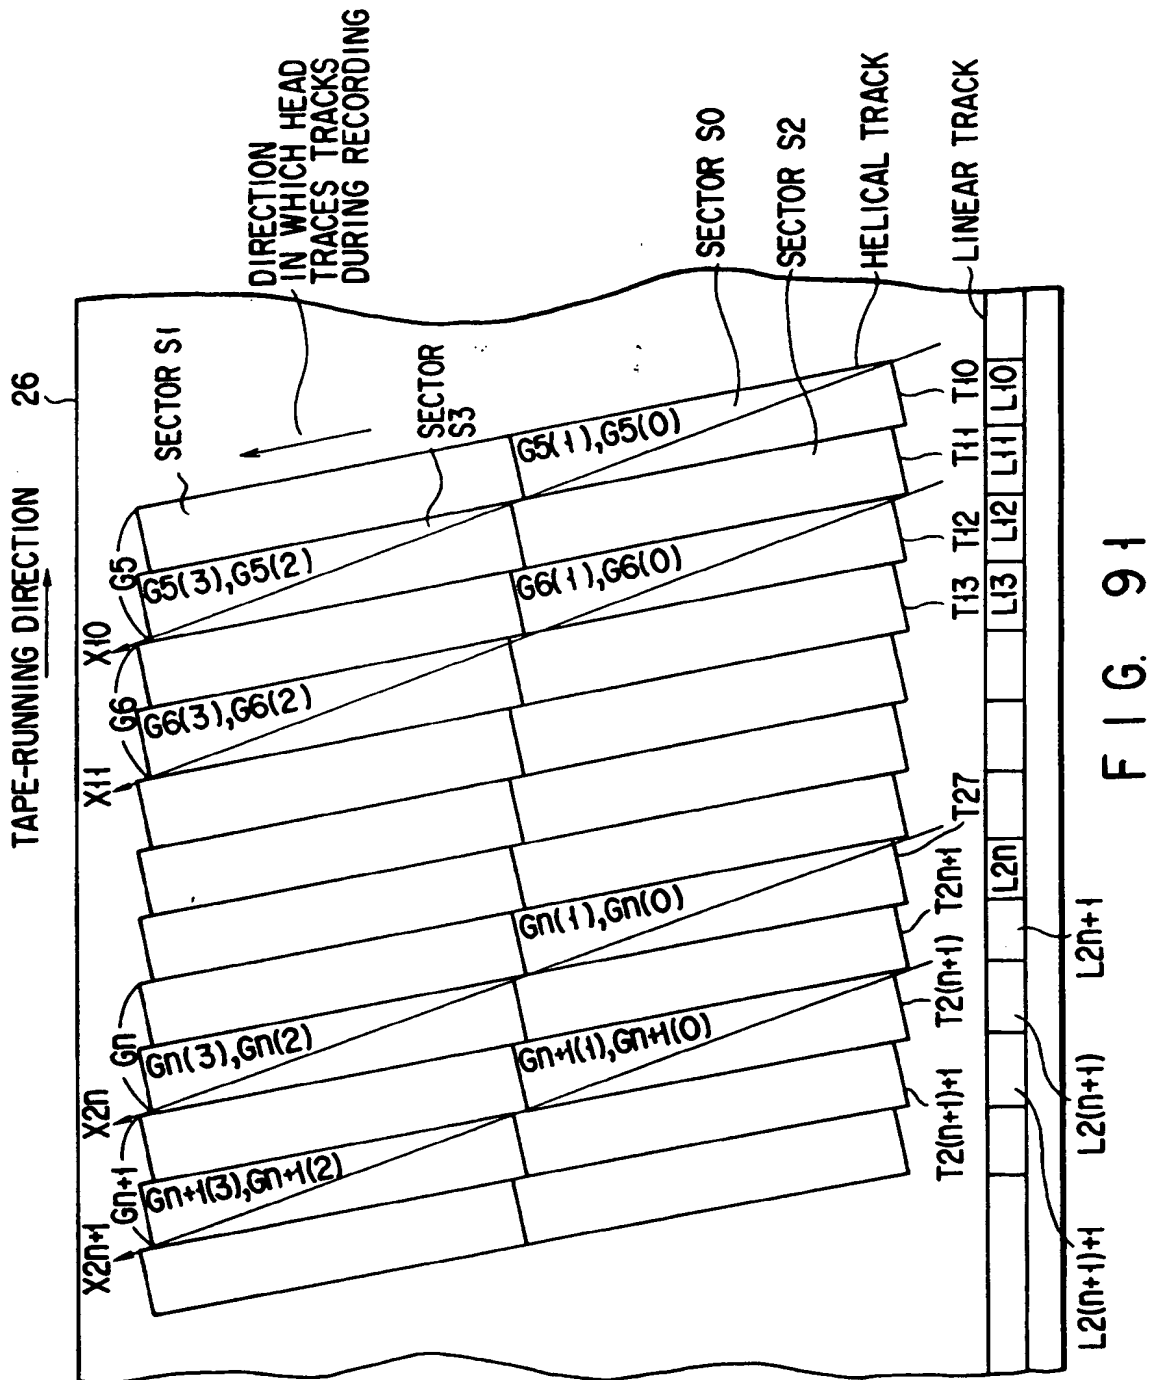 TAPE-RUNNING DIRECTION
26
DIRECTION
IN WHICH HEAD
TRACES TRACKS
DURING RECORDING
SECTOR S1
SECTOR
S3
SECTOR S0
SECTOR S2
HELICAL TRACK
LINEAR TRACK
X2n+1
Gn+1
X2n
Gn
X11
G6
X10
G5
Gn+1(3),Gn+1(2)
Gn(3),Gn(2)
G6(3),G6(2)
G5(3),G5(2)
Gn+1(1),Gn+1(0)
Gn(1),Gn(0)
G6(1),G6(0)
G5(1),G5(0)
T2(n+1)+1
T2(n+1)
T2n+1
T27
T13
T12
T11
T10
L2n
L13
L12
L11
L10
L2(n+1)+1
L2(n+1)
L2n+1
FIG. 91